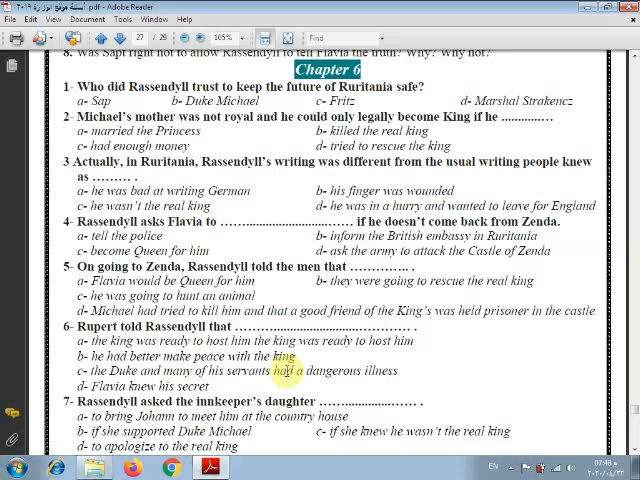 أسئلة موقع الوزارة ٢٠١٩.pdf - Adobe Reader
File Edit View Document Tools Window Help
27 / 29 105% Find
8. Was Sapt right not to allow Rassendyll to tell Flavia the truth? Why? Why not?
Chapter 6
1- Who did Rassendyll trust to keep the future of Ruritania safe?
a- Sap b- Duke Michael c- Fritz d- Marshal Strakencz
2- Michael's mother was not royal and he could only legally become King if he …………
a- married the Princess b- killed the real king
c- had enough money d- tried to rescue the king
3 Actually, in Ruritania, Rassendyll's writing was different from the usual writing people knew
as ……… .
a- he was bad at writing German b- his finger was wounded
c- he wasn't the real king d- he was in a hurry and wanted to leave for England
4- Rassendyll asks Flavia to ……............................…… if he doesn't come back from Zenda.
a- tell the police b- inform the British embassy in Ruritania
c- become Queen for him d- ask the army to attack the Castle of Zenda
5- On going to Zenda, Rassendyll told the men that ………….. .
a- Flavia would be Queen for him b- they were going to rescue the real king
c- he was going to hunt an animal
d- Michael had tried to kill him and that a good friend of the King's was held prisoner in the castle
6- Rupert told Rassendyll that ………......................………… .
a- the king was ready to host him the king was ready to host him
b- he had better make peace with the king
c- the Duke and many of his servants had a dangerous illness
d- Flavia knew his secret
7- Rassendyll asked the innkeeper's daughter ……...............…… .
a- to bring Johann to meet him at the country house
b- if she supported Duke Michael c- if she knew he wasn't the real king
d- to apologize to the real king
EN
07:48 م
٢٠٢٠/٠٤/٢٢